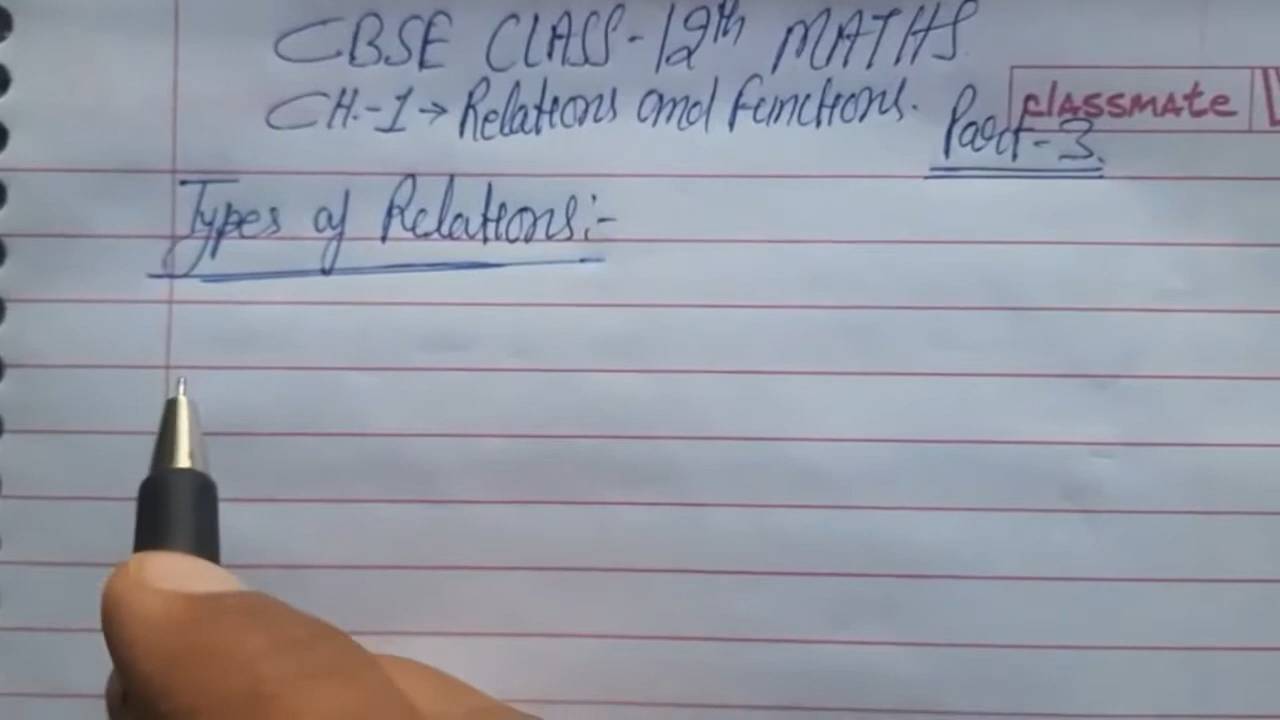 CBSE CLASS-12th MATHS
CH.-1→ Relations and Functions. Part-3.
CLASSMATE
Types of Relations:-